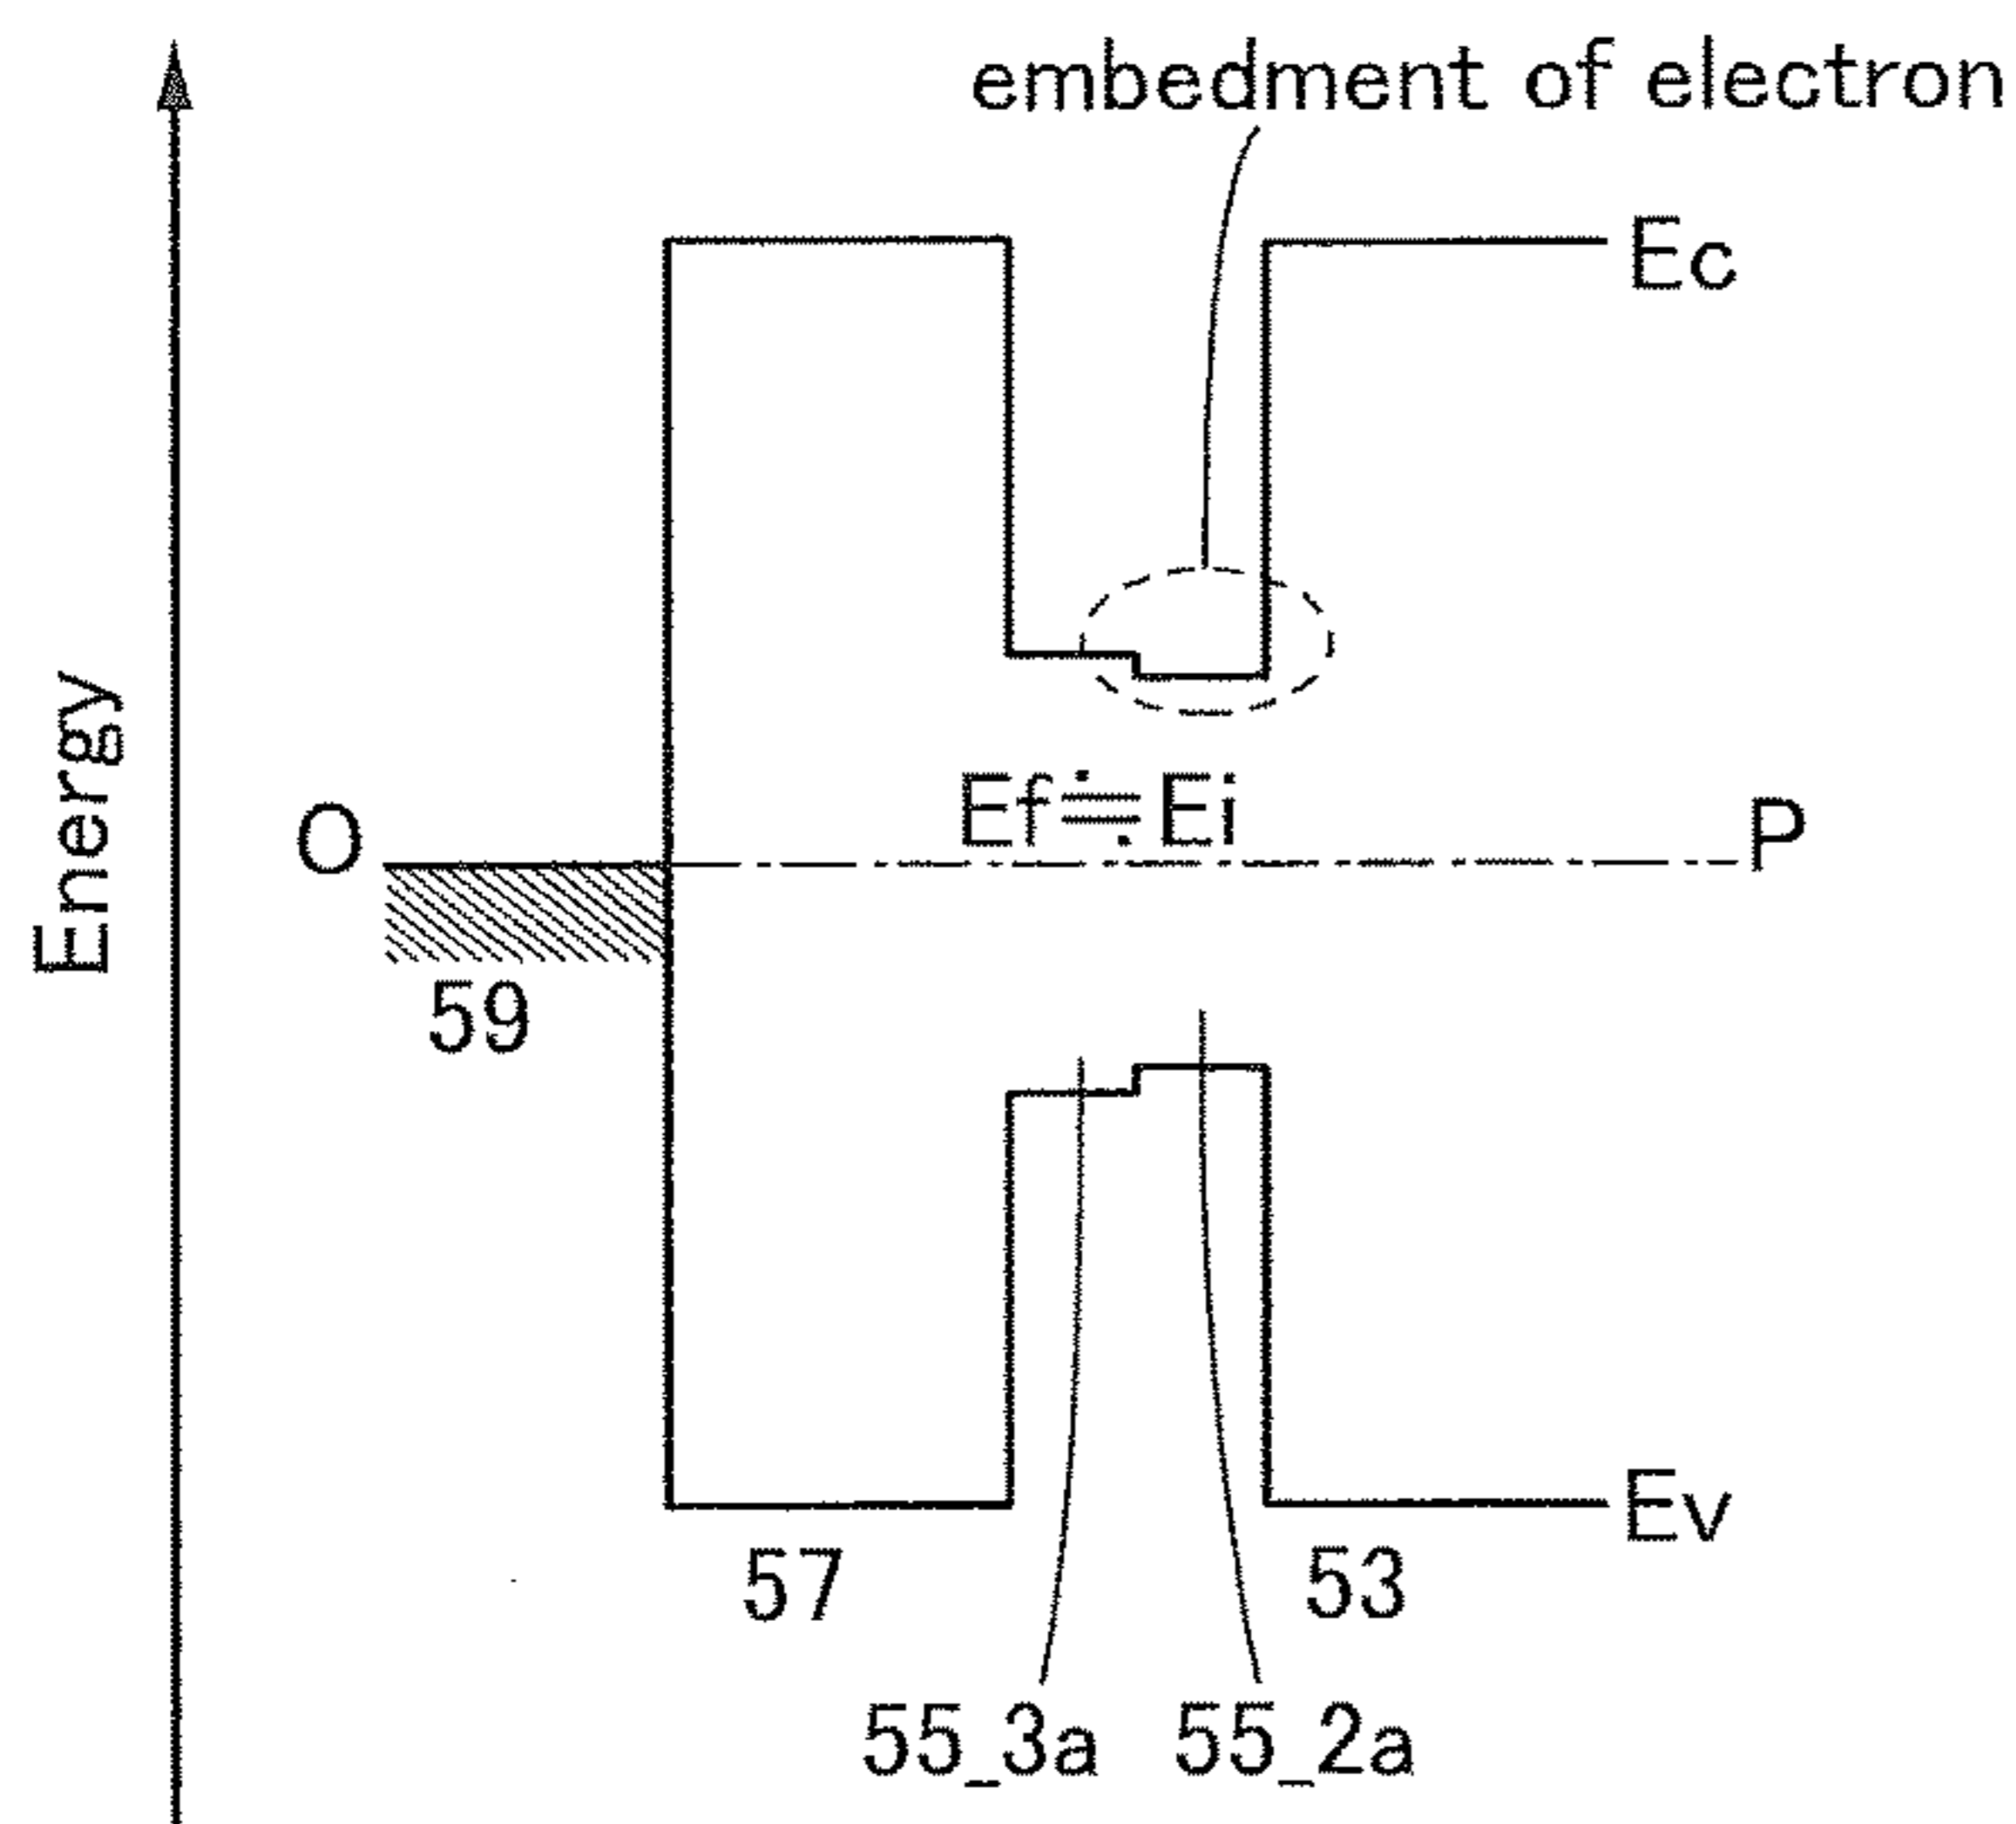 embedment of electron
Ec
Energy
Ef≒Ei
O
P
59
Ev
57
53
55_3a
55_2a